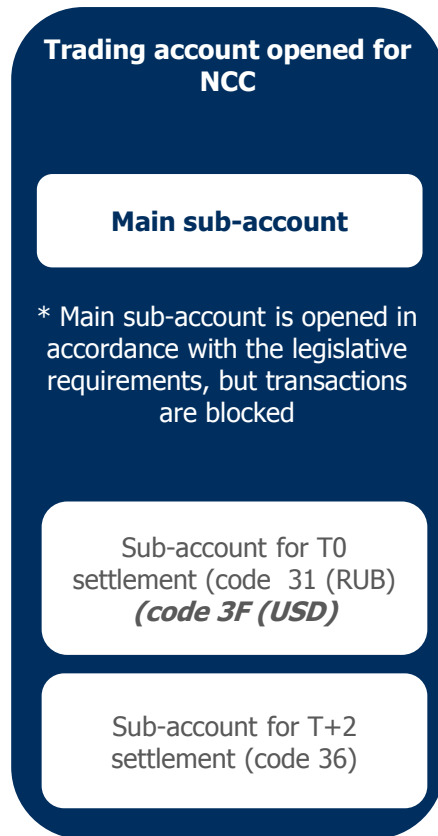 Trading account opened for
NCC
Main sub-account
* Main sub-account is opened in
accordance with the legislative
requirements, but transactions
are blocked
Sub-account for T0
settlement (code  31 (RUB)
(code 3F (USD)
Sub-account for T+2
settlement (code 36)